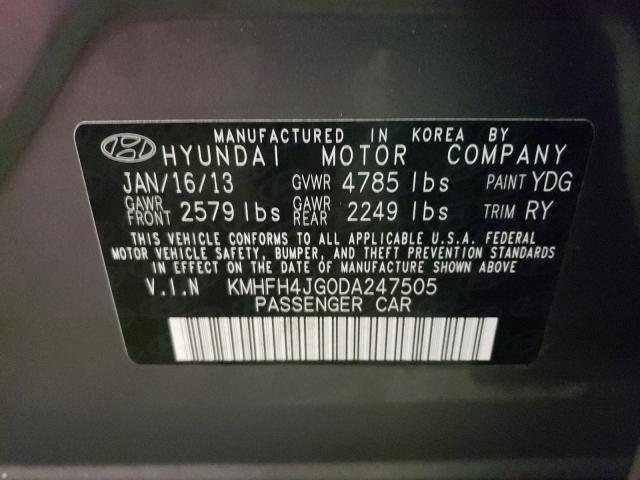 MANUFACTURED IN KOREA BY
HYUNDAI MOTOR COMPANY
JAN/16/13 GVWR 4785 lbs PAINT YDG
GAWR FRONT 2579 lbs GAWR REAR 2249 lbs TRIM RY
THIS VEHICLE CONFORMS TO ALL APPLICABLE U.S.A. FEDERAL
MOTOR VEHICLE SAFETY, BUMPER, AND THEFT PREVENTION STANDARDS
IN EFFECT ON THE DATE OF MANUFACTURE SHOWN ABOVE
V.I.N KMHFH4JG0DA247505
PASSENGER CAR